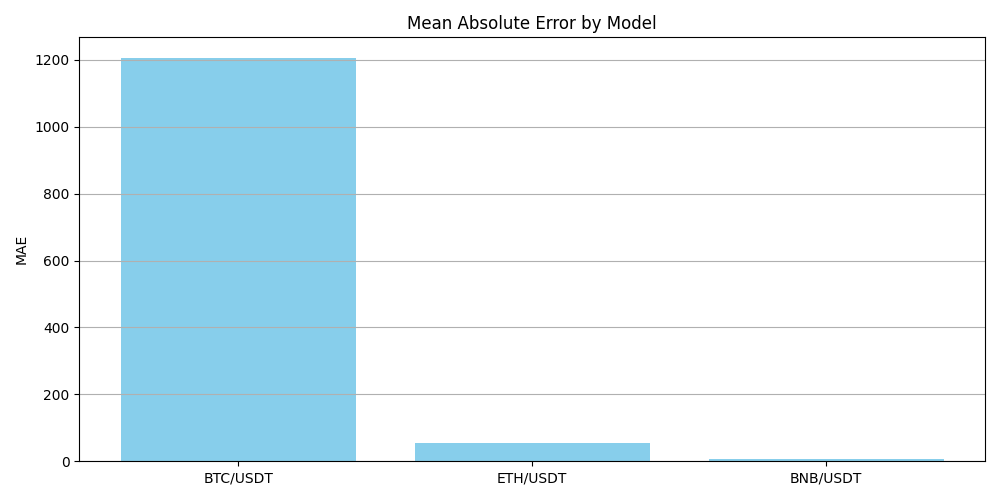 Mean Absolute Error by Model
MAE
1200
1000
800
600
400
200
0
BTC/USDT
ETH/USDT
BNB/USDT